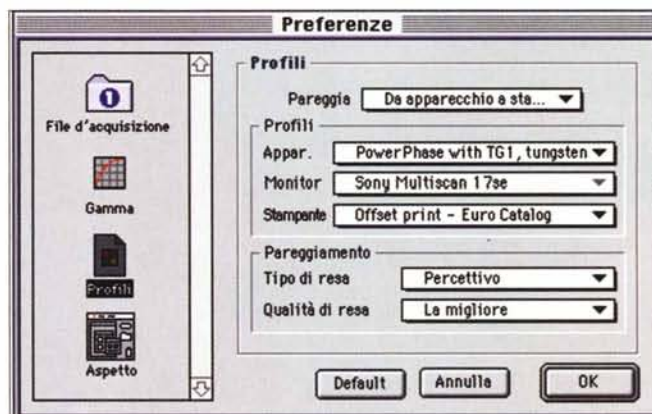 Preferenze
1
File d'acquisizione
Gamma
Profili
Aspetto
Profili
Pareggia Da apparecchio a sta...
Profili
Appar. PowerPhase with TG1, tungsten
Monitor Sony Multiscan 17se
Stampante Offset print - Euro Catalog
Pareggiamento
Tipo di resa Percettivo
Qualità di resa La migliore
Default Annulla OK